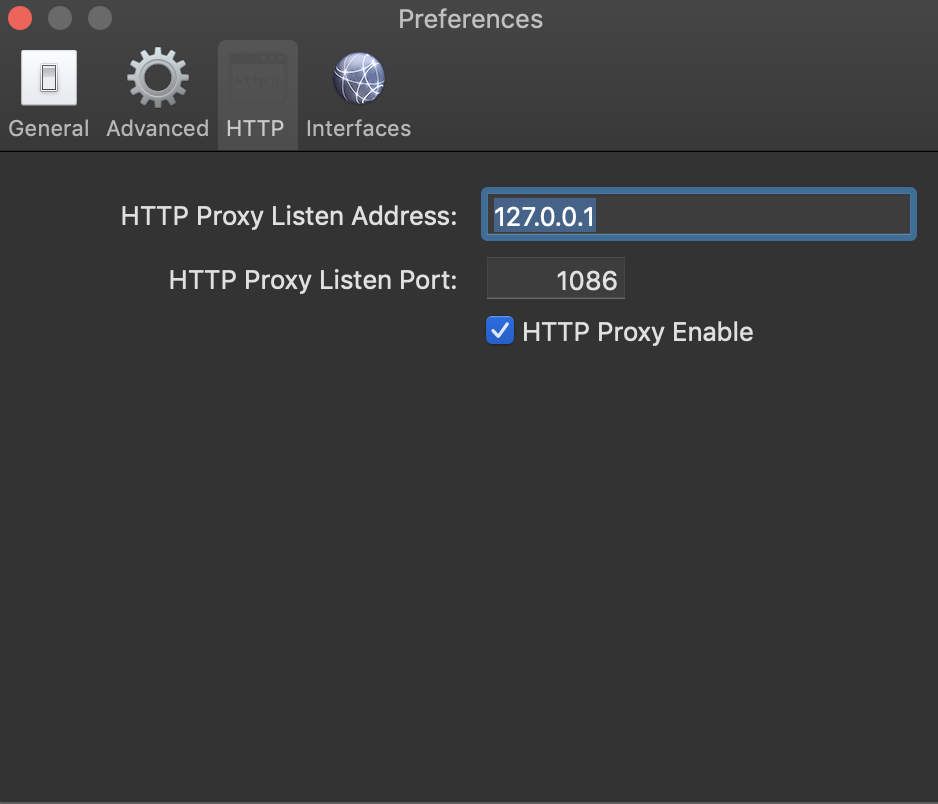 Preferences
General Advanced HTTP Interfaces
HTTP Proxy Listen Address: 127.0.0.1
HTTP Proxy Listen Port: 1086
HTTP Proxy Enable